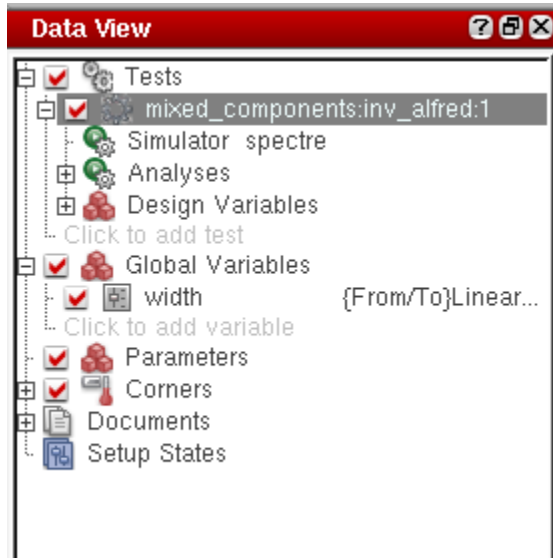 Data View
Tests
mixed_components:inv_alfred:1
Simulator spectre
Analyses
Design Variables
Click to add test
Global Variables
width {From/To}Linear...
Click to add variable
Parameters
Corners
Documents
Setup States